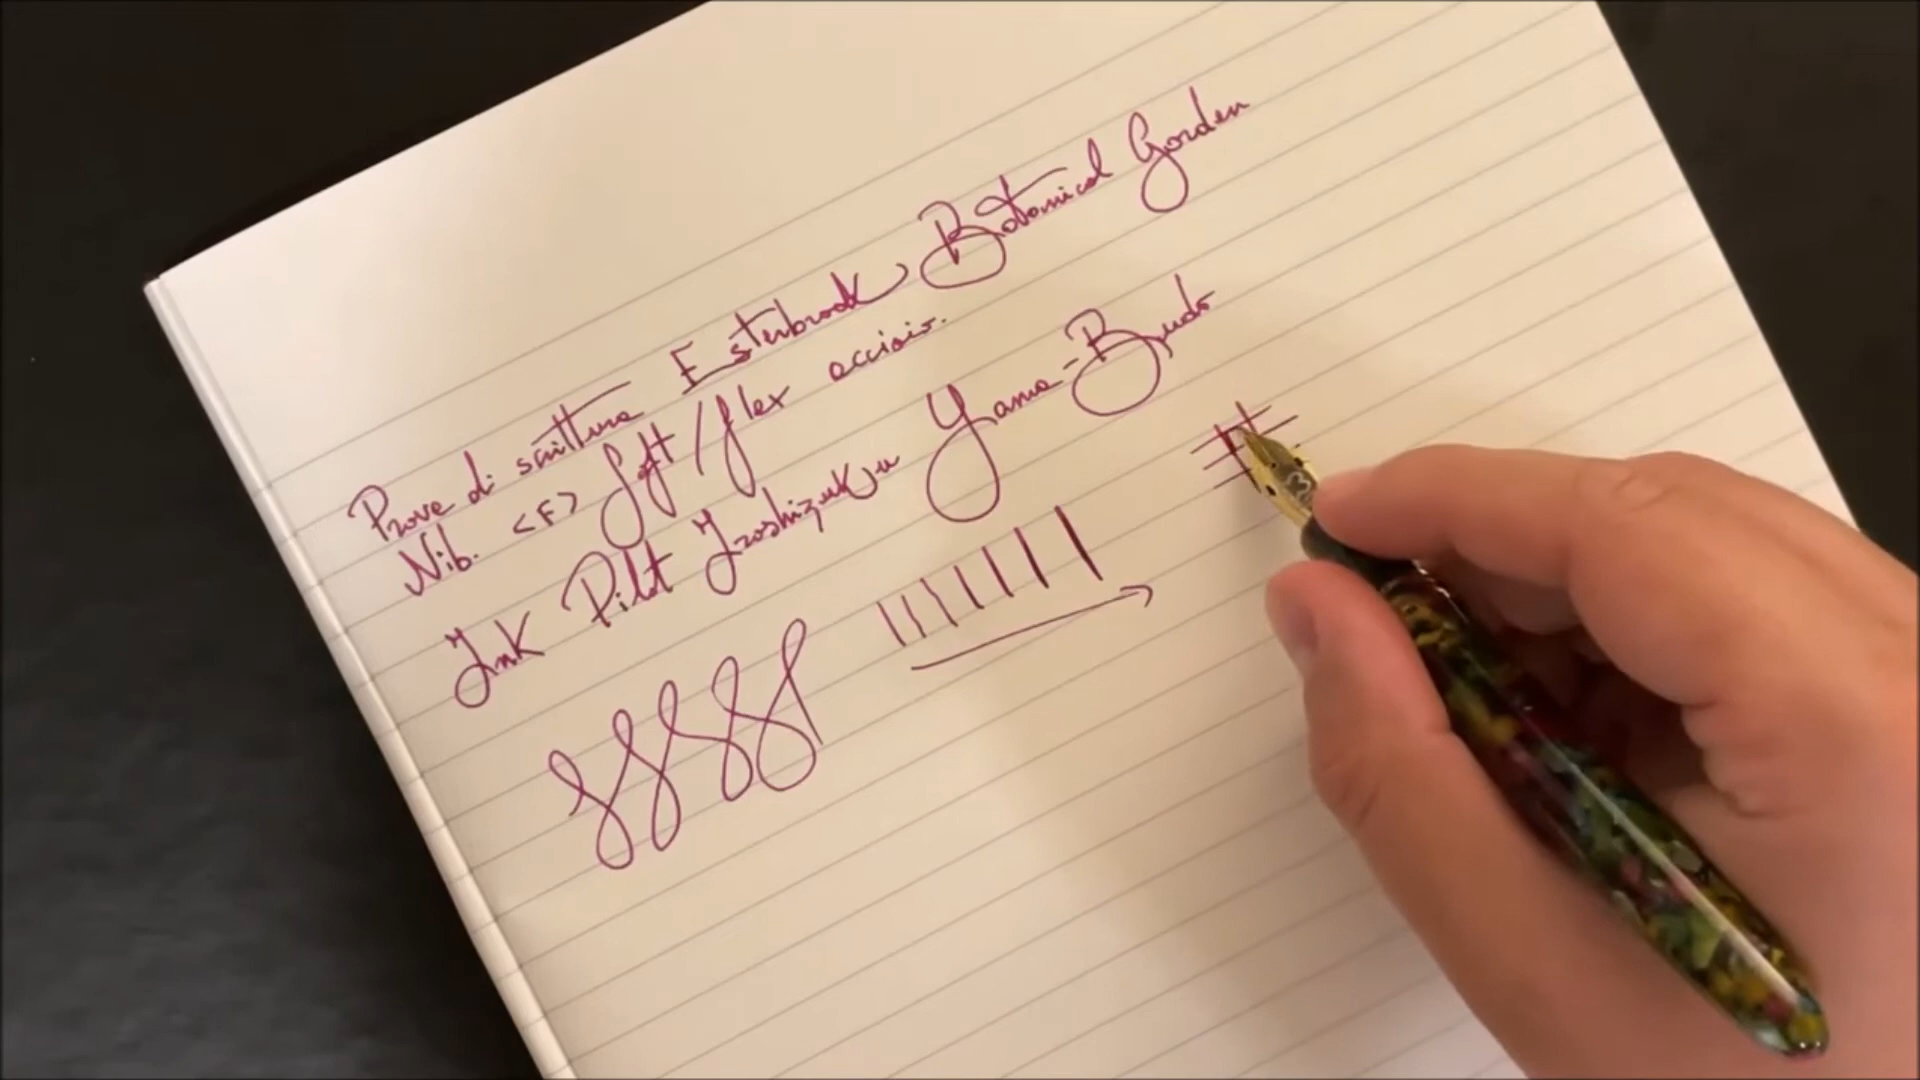 Prove di scrittura Esterbrook Botanical Garden
Nib. <F> Soft/flex acciaio.
Ink Pilot Iroshizuku Yama-Budo